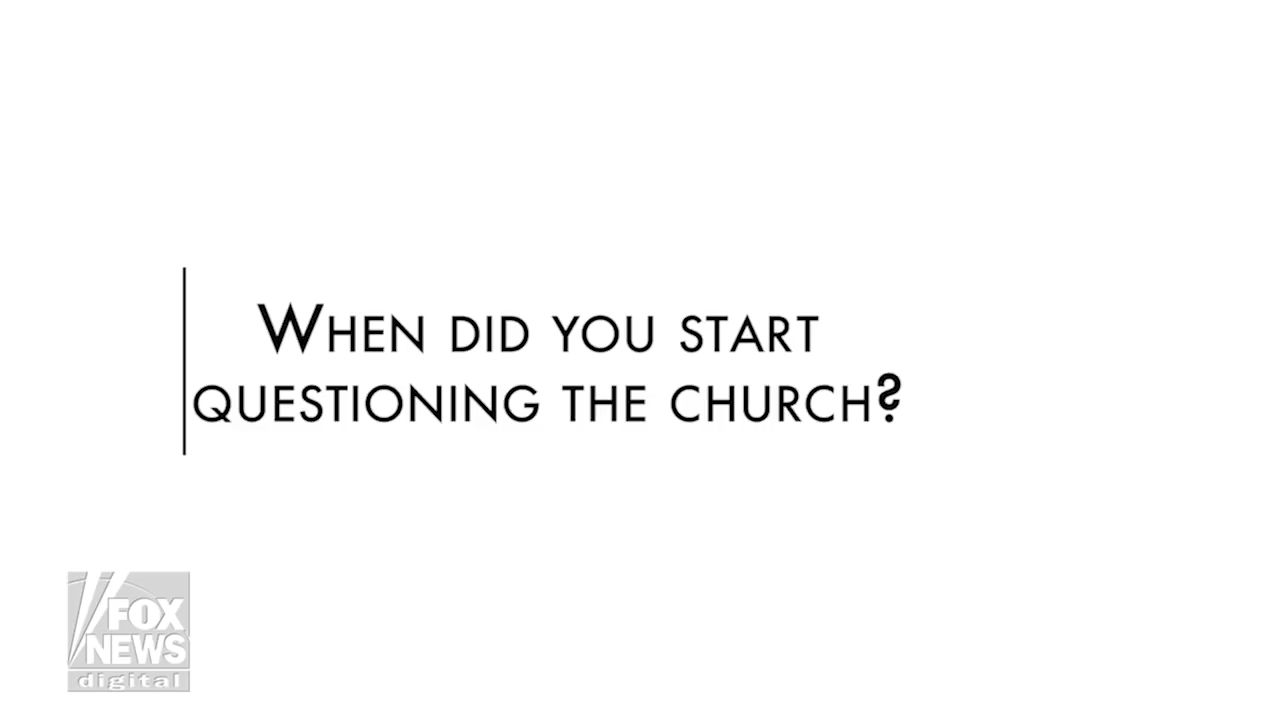 When did you start
questioning the church?
FOX
NEWS
digital